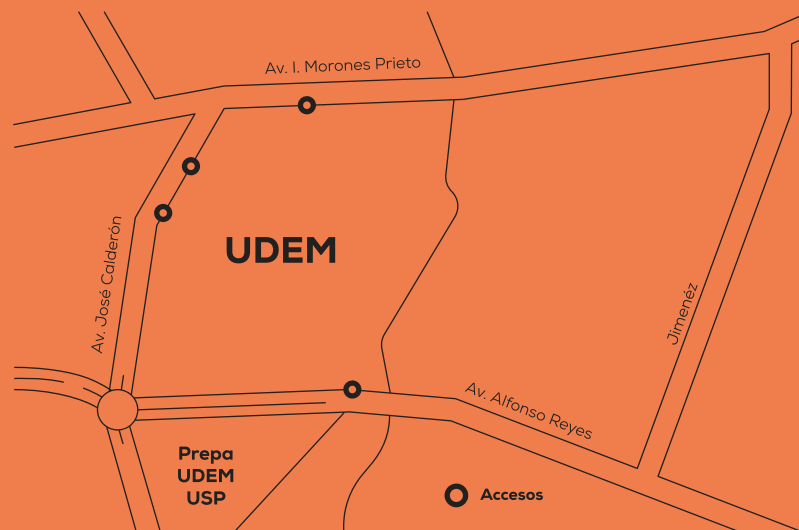 Av. I. Morones Prieto
Av. José Calderón
UDEM
Jimenéz
Av. Alfonso Reyes
Prepa
UDEM
USP
Accesos